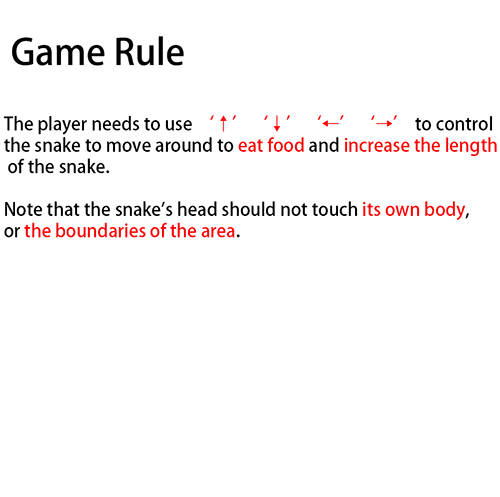 Game Rule
The player needs to use ‘↑’ ‘↓’ ‘←’ ‘→’ to control
the snake to move around to eat food and increase the length
of the snake.
Note that the snake’s head should not touch its own body,
or the boundaries of the area.